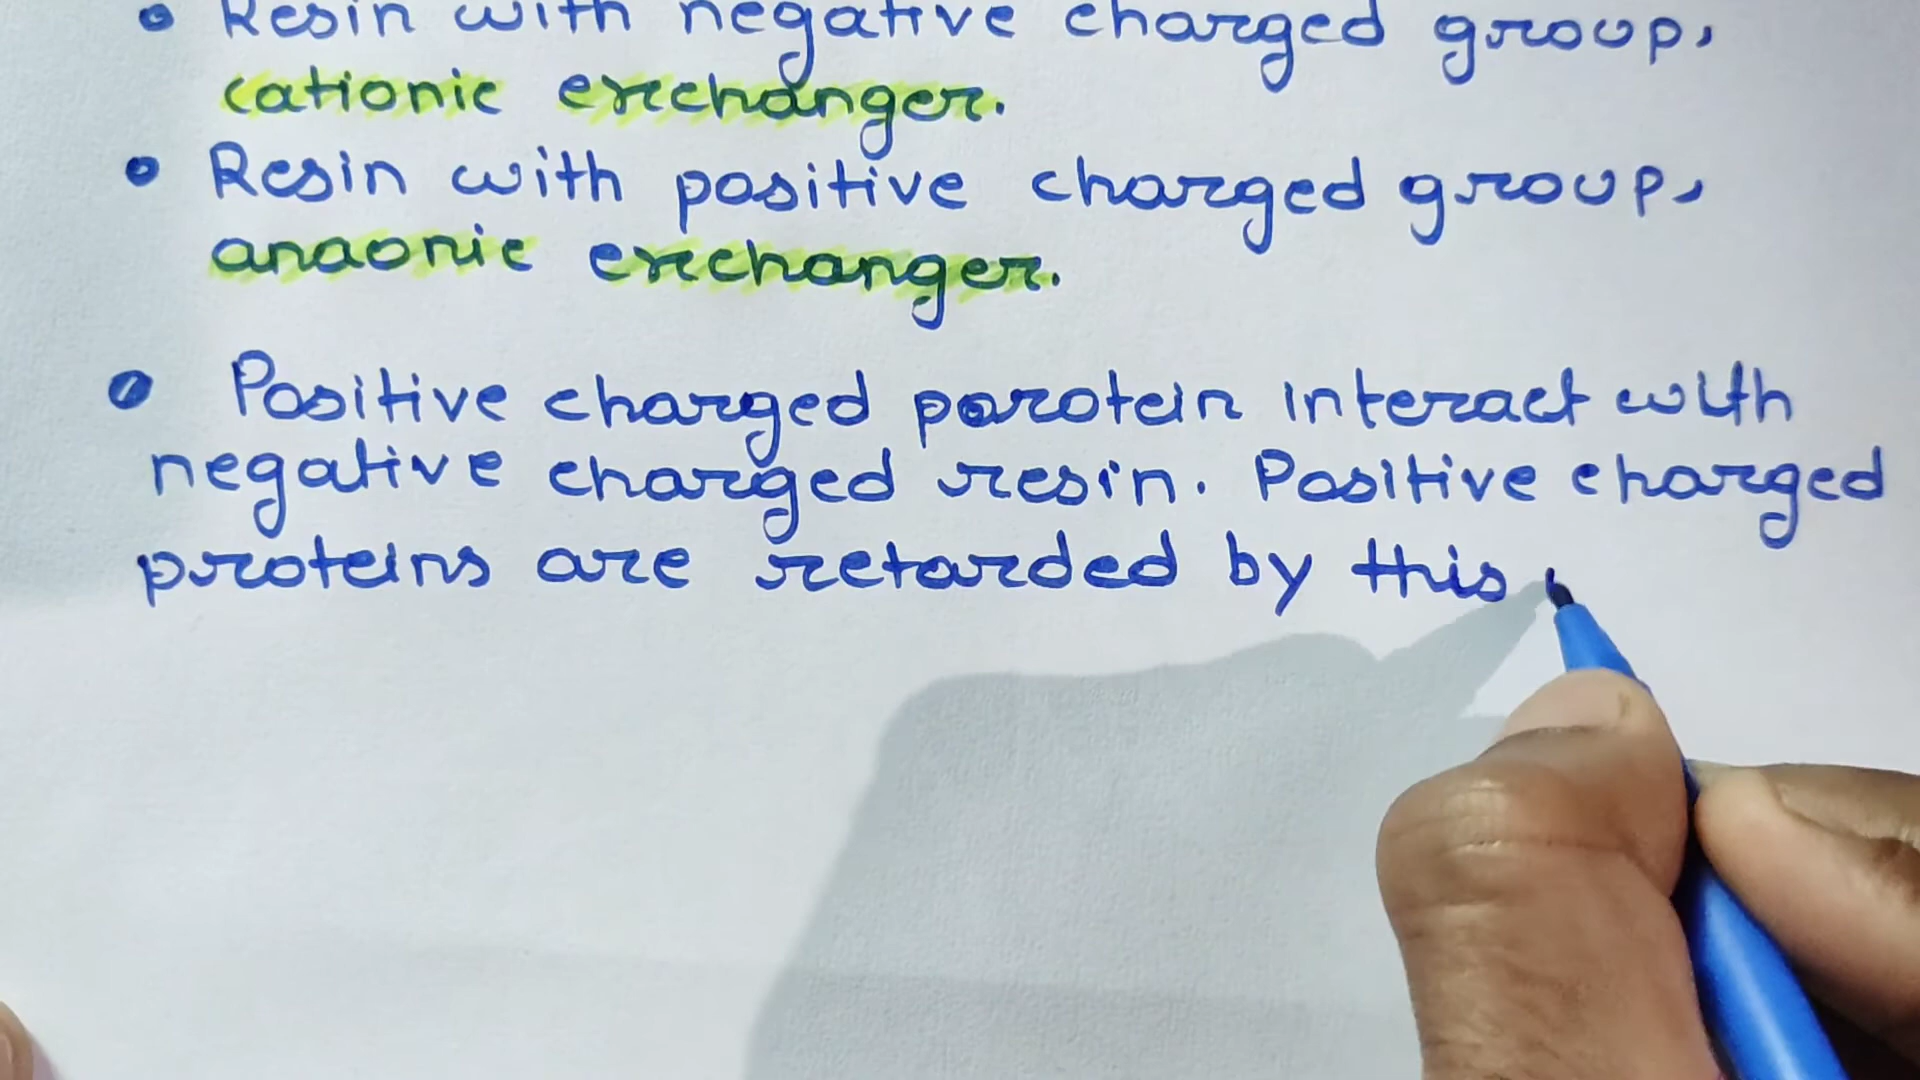 Resin with negative charged group,
cationic exchanger.
Resin with positive charged group,
anaonic exchanger.
Positive charged protein interact with
negative charged resin. Positive charged
proteins are retarded by this